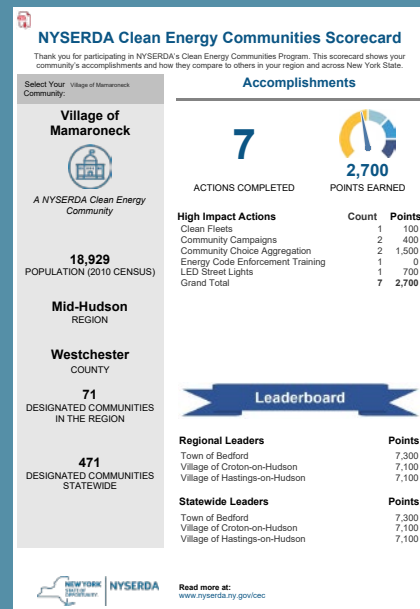 NYSERDA Clean Energy Communities Scorecard
Thank you for participating in NYSERDA's Clean Energy Communities Program. This scorecard shows your
community's accomplishments and how they compare to others in your region and across New York State.
Select Your Community: Village of Mamaroneck
Village of
Mamaroneck
A NYSERDA Clean Energy
Community
18,929
POPULATION (2010 CENSUS)
Mid-Hudson
REGION
Westchester
COUNTY
71
DESIGNATED COMMUNITIES
IN THE REGION
471
DESIGNATED COMMUNITIES
STATEWIDE
Accomplishments
7
ACTIONS COMPLETED
2,700
POINTS EARNED
High Impact Actions Count Points
Clean Fleets 1 100
Community Campaigns 2 400
Community Choice Aggregation 2 1,500
Energy Code Enforcement Training 1 0
LED Street Lights 1 700
Grand Total 7 2,700
Leaderboard
Regional Leaders Points
Town of Bedford 7,300
Village of Croton-on-Hudson 7,100
Village of Hastings-on-Hudson 7,100
Statewide Leaders Points
Town of Bedford 7,300
Village of Croton-on-Hudson 7,100
Village of Hastings-on-Hudson 7,100
NEW YORK
STATE OF
OPPORTUNITY.
NYSERDA
Read more at:
www.nyserda.ny.gov/cec